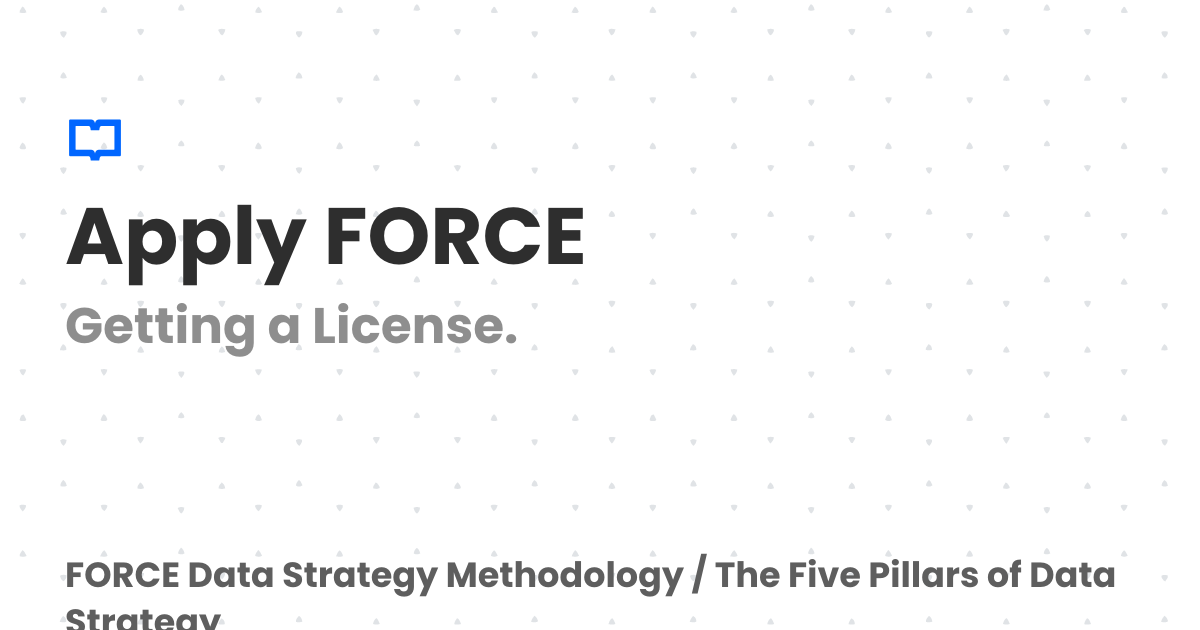 Apply FORCE
Getting a License.
FORCE Data Strategy Methodology / The Five Pillars of Data
Strategy